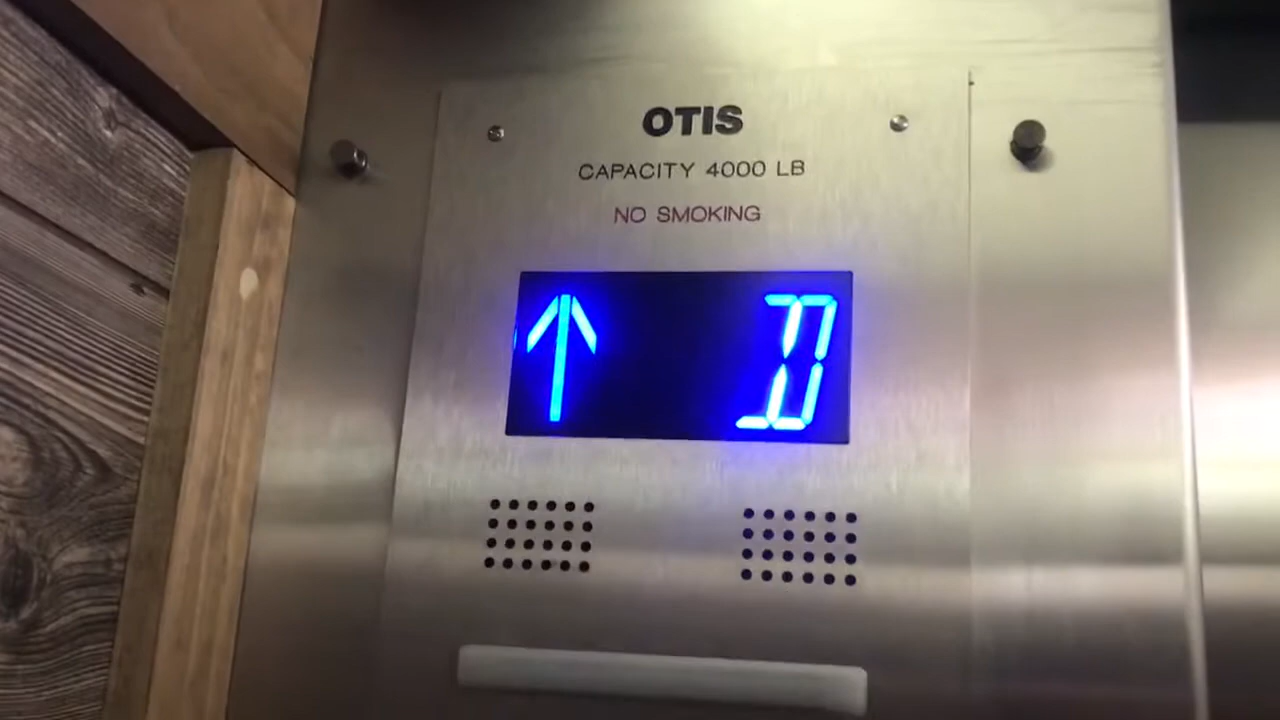 OTIS
CAPACITY 4000 LB
NO SMOKING
↑ D